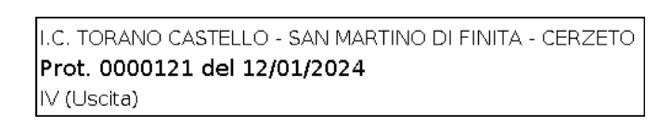 I.C. TORANO CASTELLO - SAN MARTINO DI FINITA - CERZETO
Prot. 0000121 del 12/01/2024
IV (Uscita)